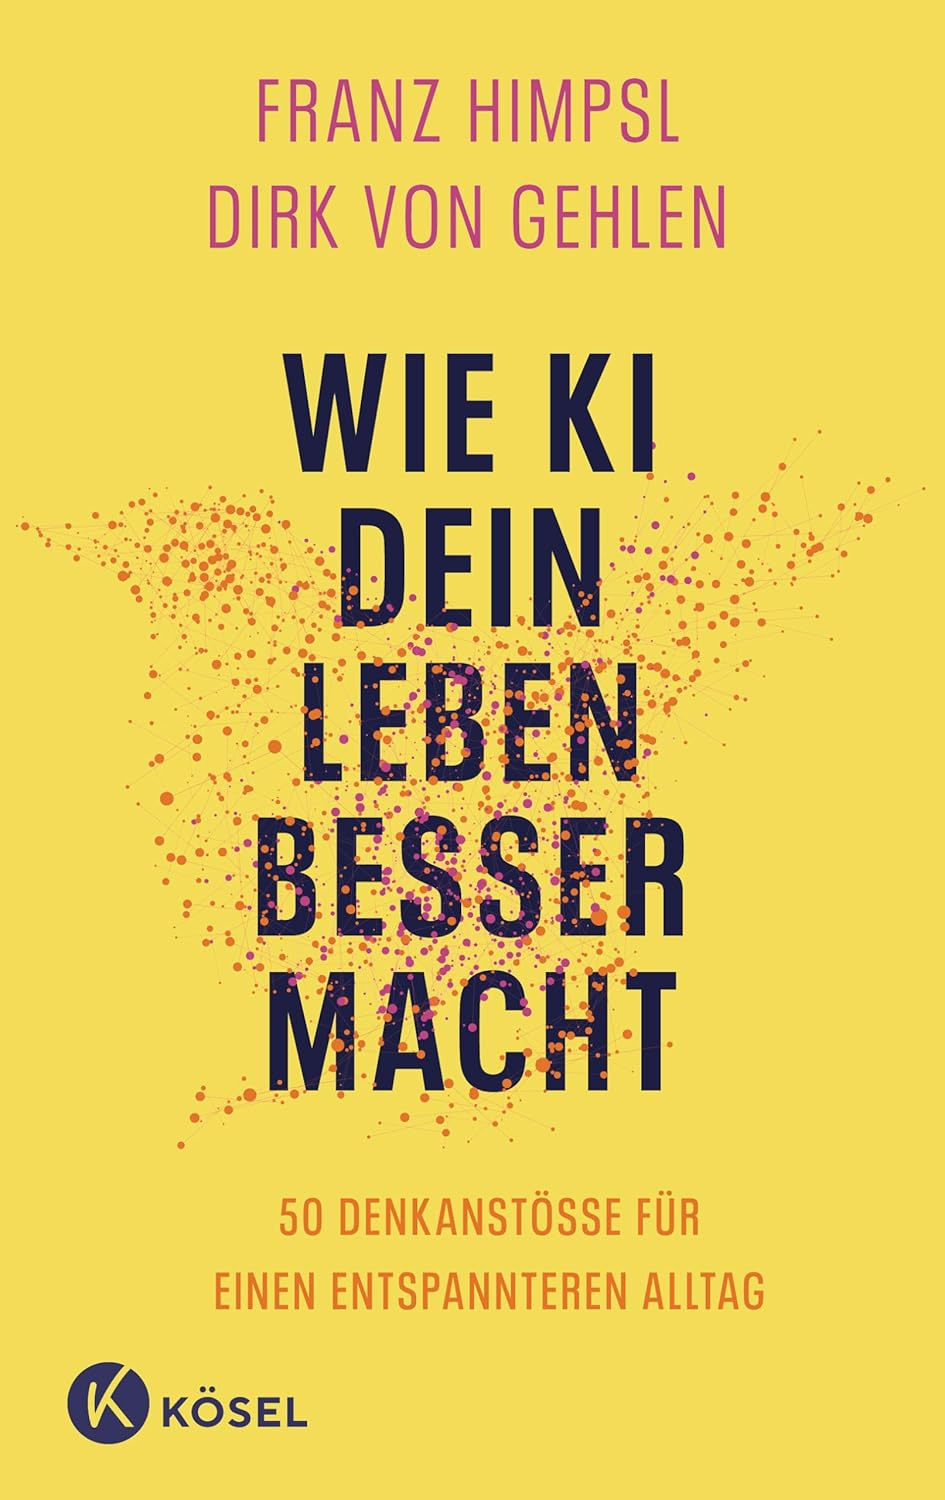 FRANZ HIMPSL
DIRK VON GEHLEN
WIE KI
DEIN
LEBEN
BESSER
MACHT
50 DENKANSTÖSSE FÜR
EINEN ENTSPANNTEREN ALLTAG
K KÖSEL